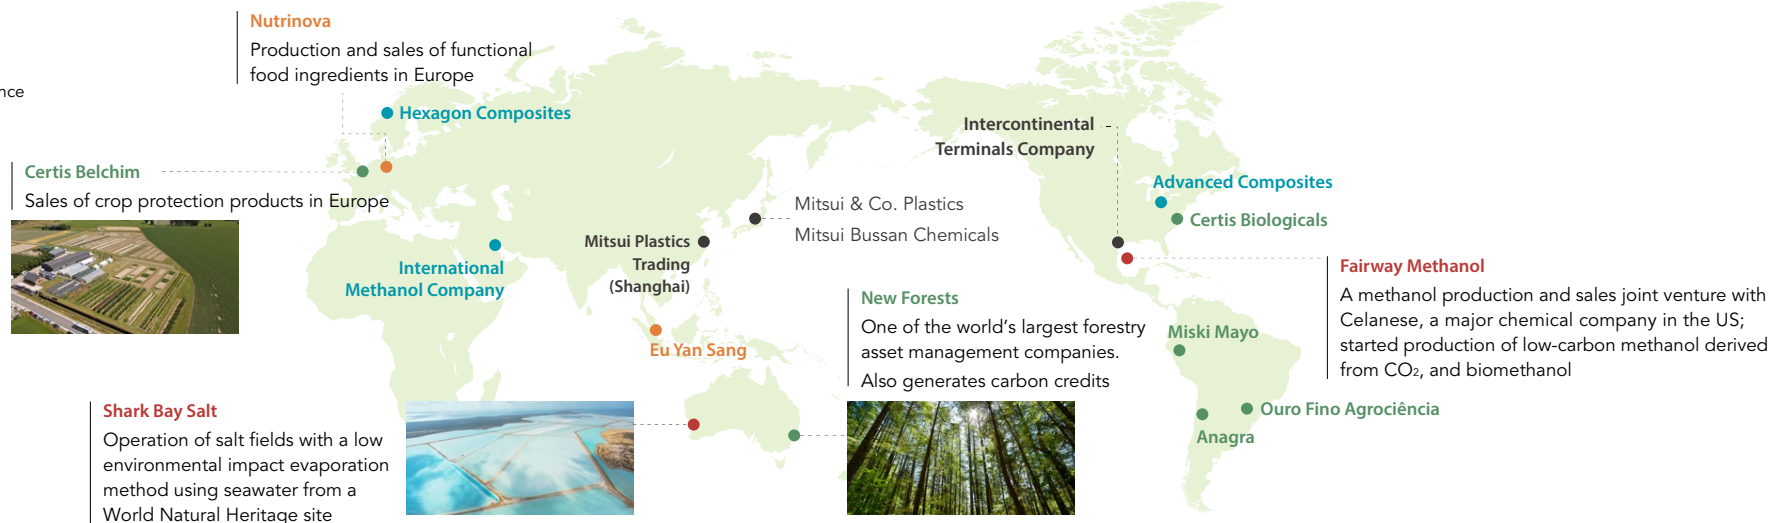 Nutrinova
Production and sales of functional
food ingredients in Europe
Hexagon Composites
Certis Belchim
Sales of crop protection products in Europe
International
Methanol Company
Mitsui Plastics
Trading
(Shanghai)
Mitsui & Co. Plastics
Mitsui Bussan Chemicals
Eu Yan Sang
Shark Bay Salt
Operation of salt fields with a low
environmental impact evaporation
method using seawater from a
World Natural Heritage site
New Forests
One of the world's largest forestry
asset management companies.
Also generates carbon credits
Intercontinental
Terminals Company
Advanced Composites
Certis Biologicals
Fairway Methanol
A methanol production and sales joint venture with
Celanese, a major chemical company in the US;
started production of low-carbon methanol derived
from CO₂, and biomethanol
Miski Mayo
Ouro Fino Agrociência
Anagra